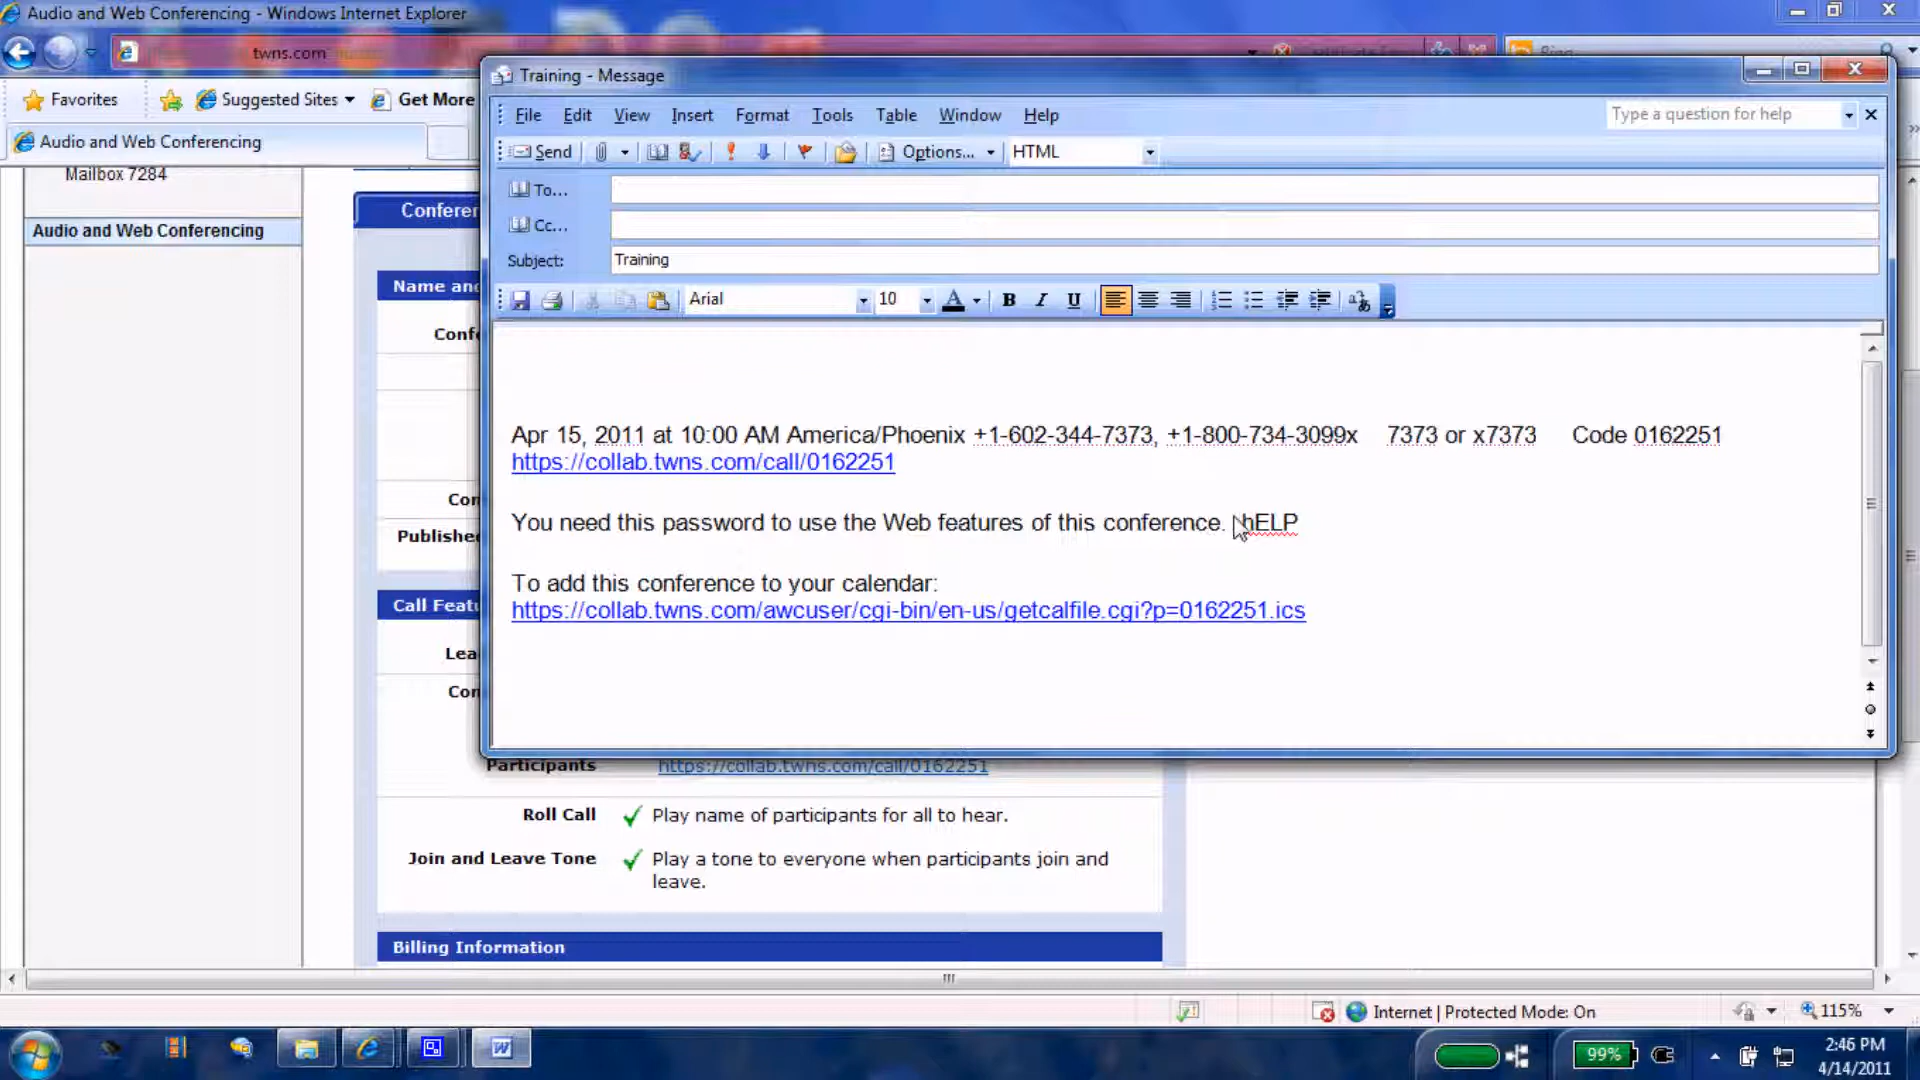 Audio and Web Conferencing - Windows Internet Explorer
twns.com
Favorites Suggested Sites Get More
Audio and Web Conferencing
Mailbox 7284
Audio and Web Conferencing
Training - Message
File Edit View Insert Format Tools Table Window Help
Type a question for help
Send Options... HTML
To...
Cc...
Subject: Training
Arial 10 A B I U
Apr 15, 2011 at 10:00 AM America/Phoenix +1-602-344-7373, +1-800-734-3099x 7373 or x7373 Code 0162251
https://collab.twns.com/call/0162251
You need this password to use the Web features of this conference. hELP
To add this conference to your calendar:
https://collab.twns.com/awcuser/cgi-bin/en-us/getcalfile.cgi?p=0162251.ics
Participants https://collab.twns.com/call/0162251
Roll Call Play name of participants for all to hear.
Join and Leave Tone Play a tone to everyone when participants join and
leave.
Billing Information
Internet | Protected Mode: On
115%
99%
2:46 PM
4/14/2011